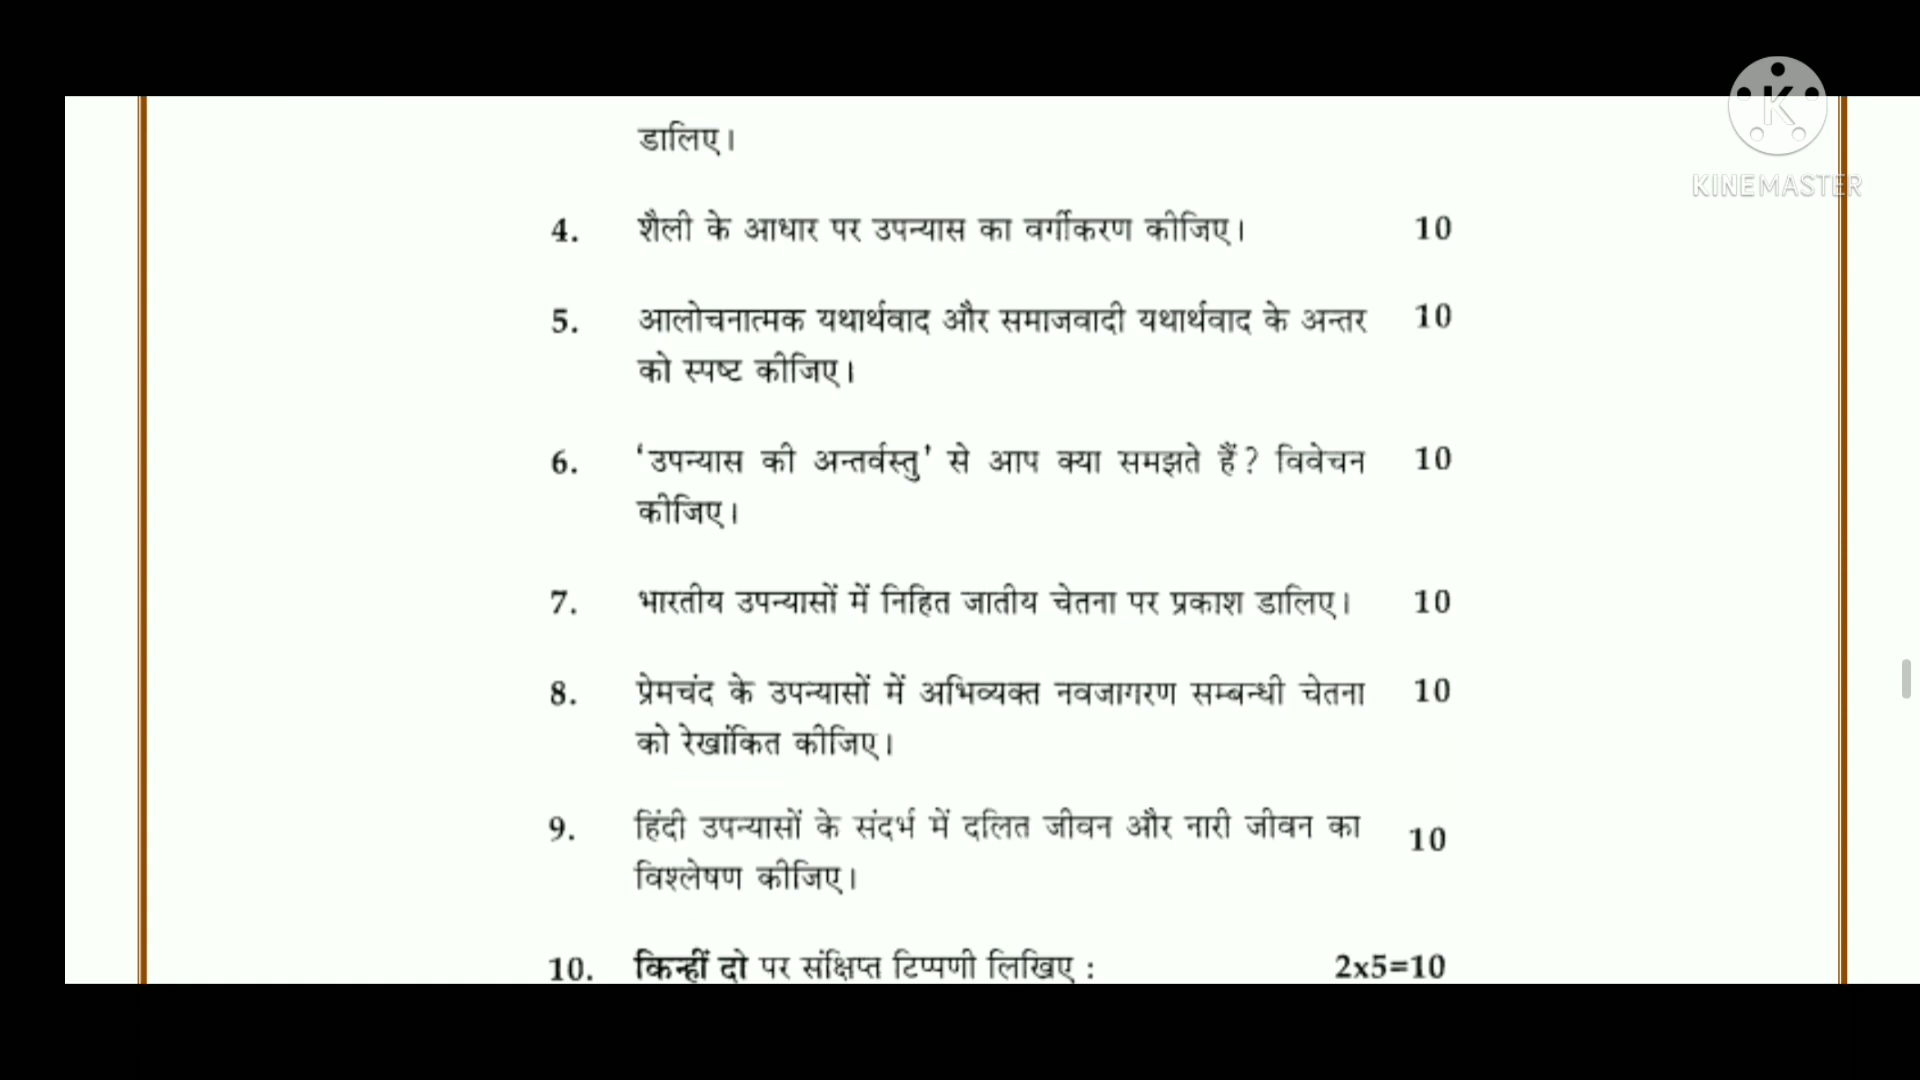 K
KINEMASTER
डालिए।
4. शैली के आधार पर उपन्यास का वर्गीकरण कीजिए। 10
5. आलोचनात्मक यथार्थवाद और समाजवादी यथार्थवाद के अन्तर 10
को स्पष्ट कीजिए।
6. 'उपन्यास की अन्तर्वस्तु' से आप क्या समझते हैं? विवेचन 10
कीजिए।
7. भारतीय उपन्यासों में निहित जातीय चेतना पर प्रकाश डालिए। 10
8. प्रेमचंद के उपन्यासों में अभिव्यक्त नवजागरण सम्बन्धी चेतना 10
को रेखांकित कीजिए।
9. हिंदी उपन्यासों के संदर्भ में दलित जीवन और नारी जीवन का 10
विश्लेषण कीजिए।
10. किन्हीं दो पर संक्षिप्त टिप्पणी लिखिए : 2x5=10